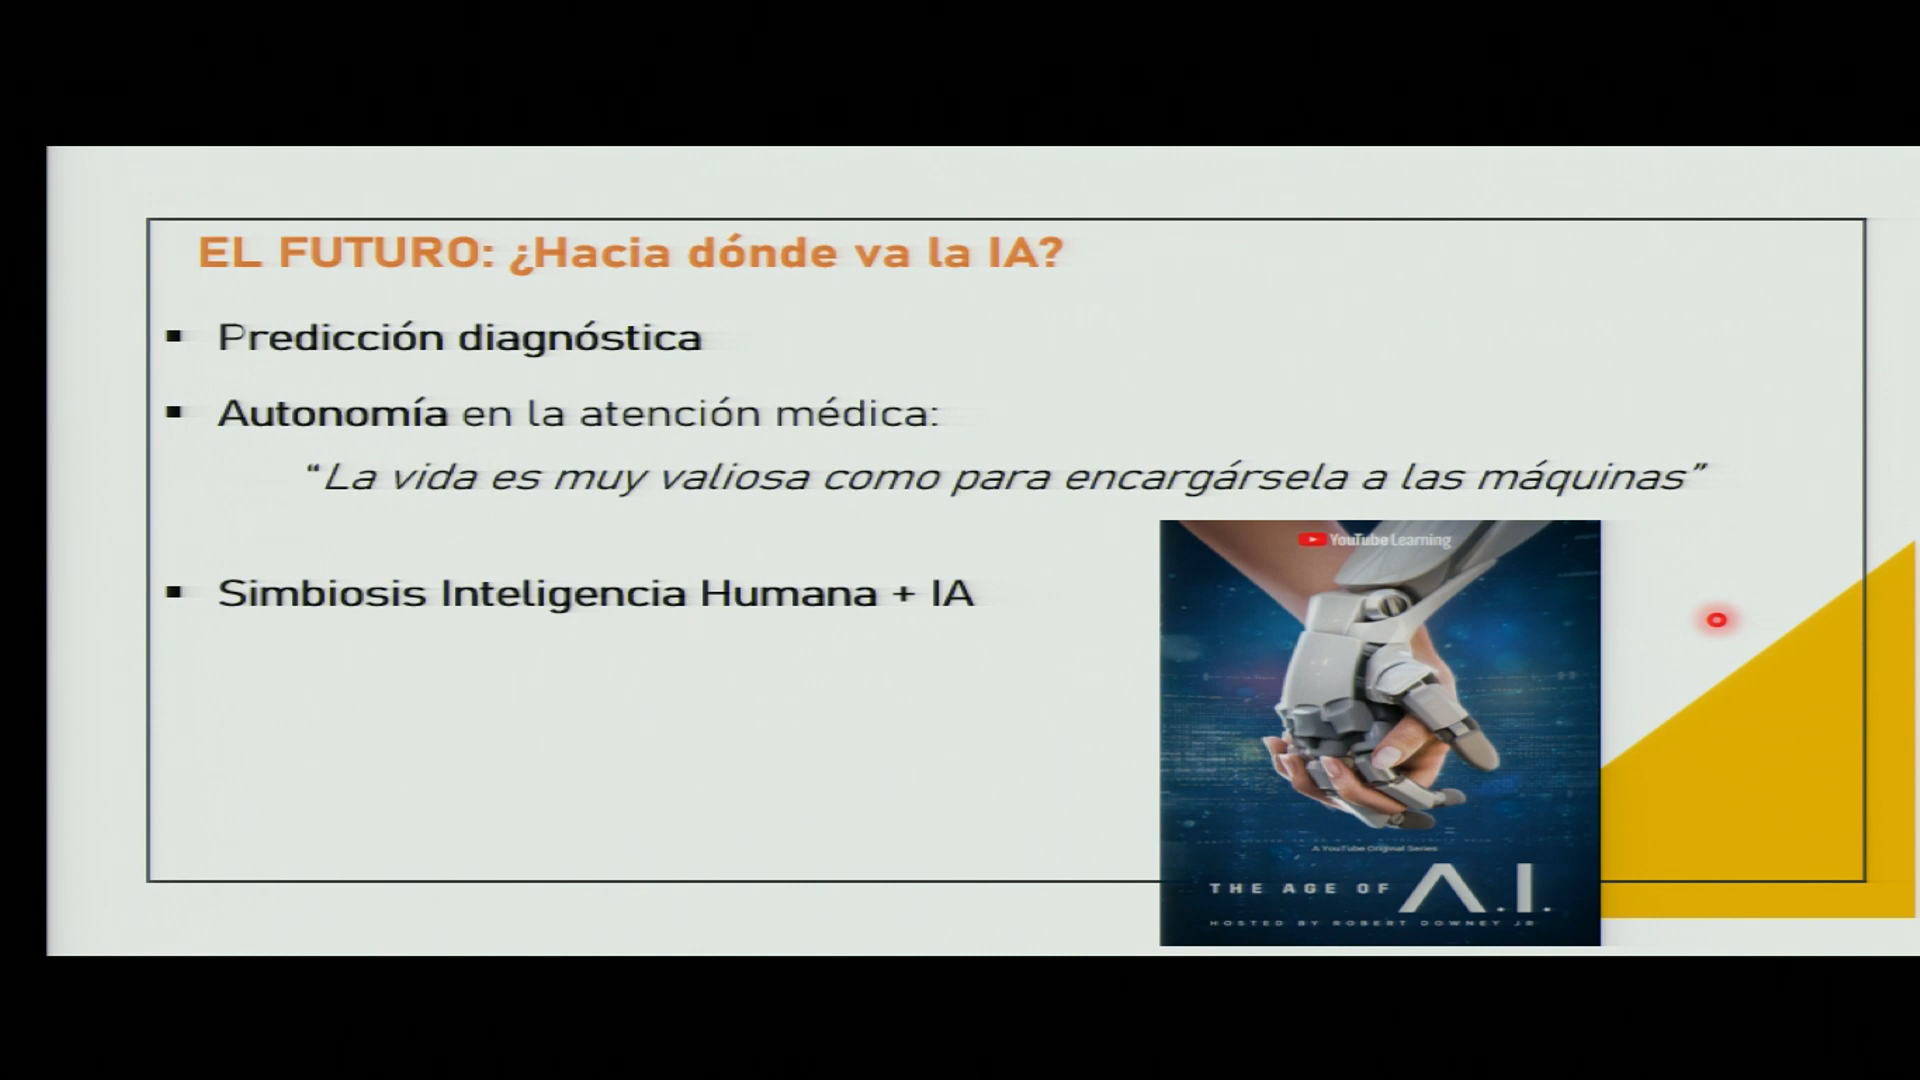 EL FUTURO: ¿Hacia dónde va la IA?
▪ Predicción diagnóstica
▪ Autonomía en la atención médica:
“La vida es muy valiosa como para encargársela a las máquinas”
▪ Simbiosis Inteligencia Humana + IA
YouTube Learning
A YouTube Original Series
THE AGE OF A.I.
HOSTED BY ROBERT DOWNEY JR